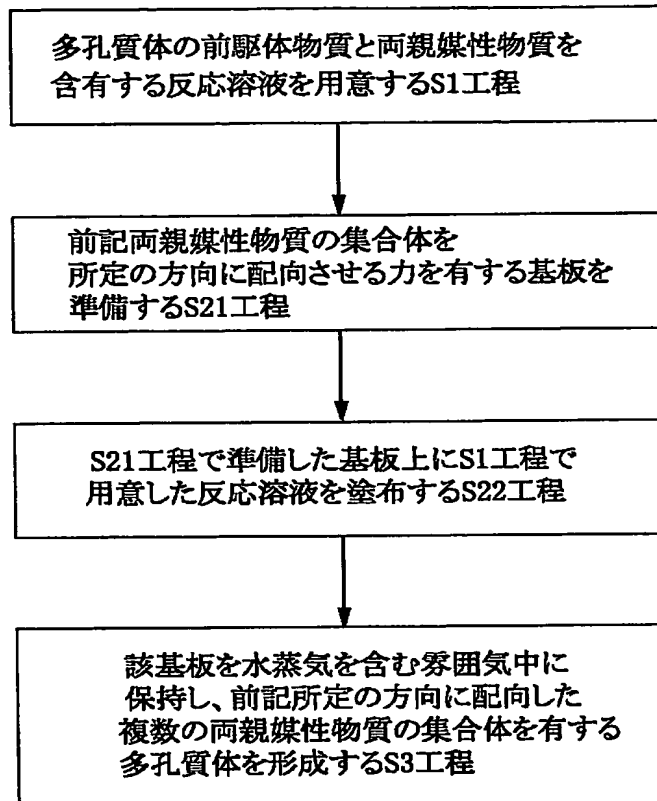 多孔質体の前駆体物質と両親媒性物質を
含有する反応溶液を用意するS1工程
前記両親媒性物質の集合体を
所定の方向に配向させる力を有する基板を
準備するS21工程
S21工程で準備した基板上にS1工程で
用意した反応溶液を塗布するS22工程
該基板を水蒸気を含む雰囲気中に
保持し、前記所定の方向に配向した
複数の両親媒性物質の集合体を有する
多孔質体を形成するS3工程